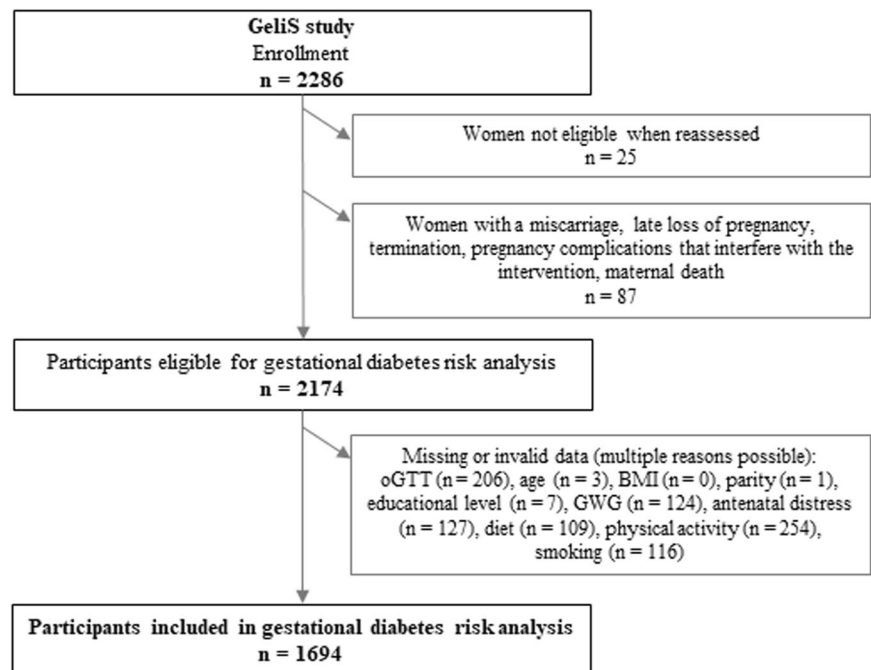 GeliS study
Enrollment
n = 2286
Women not eligible when reassessed
n = 25
Women with a miscarriage, late loss of pregnancy,
termination, pregnancy complications that interfere with the
intervention, maternal death
n = 87
Participants eligible for gestational diabetes risk analysis
n = 2174
Missing or invalid data (multiple reasons possible):
oGTT (n = 206), age (n = 3), BMI (n = 0), parity (n = 1),
educational level (n = 7), GWG (n = 124), antenatal distress
(n = 127), diet (n = 109), physical activity (n = 254),
smoking (n = 116)
Participants included in gestational diabetes risk analysis
n = 1694